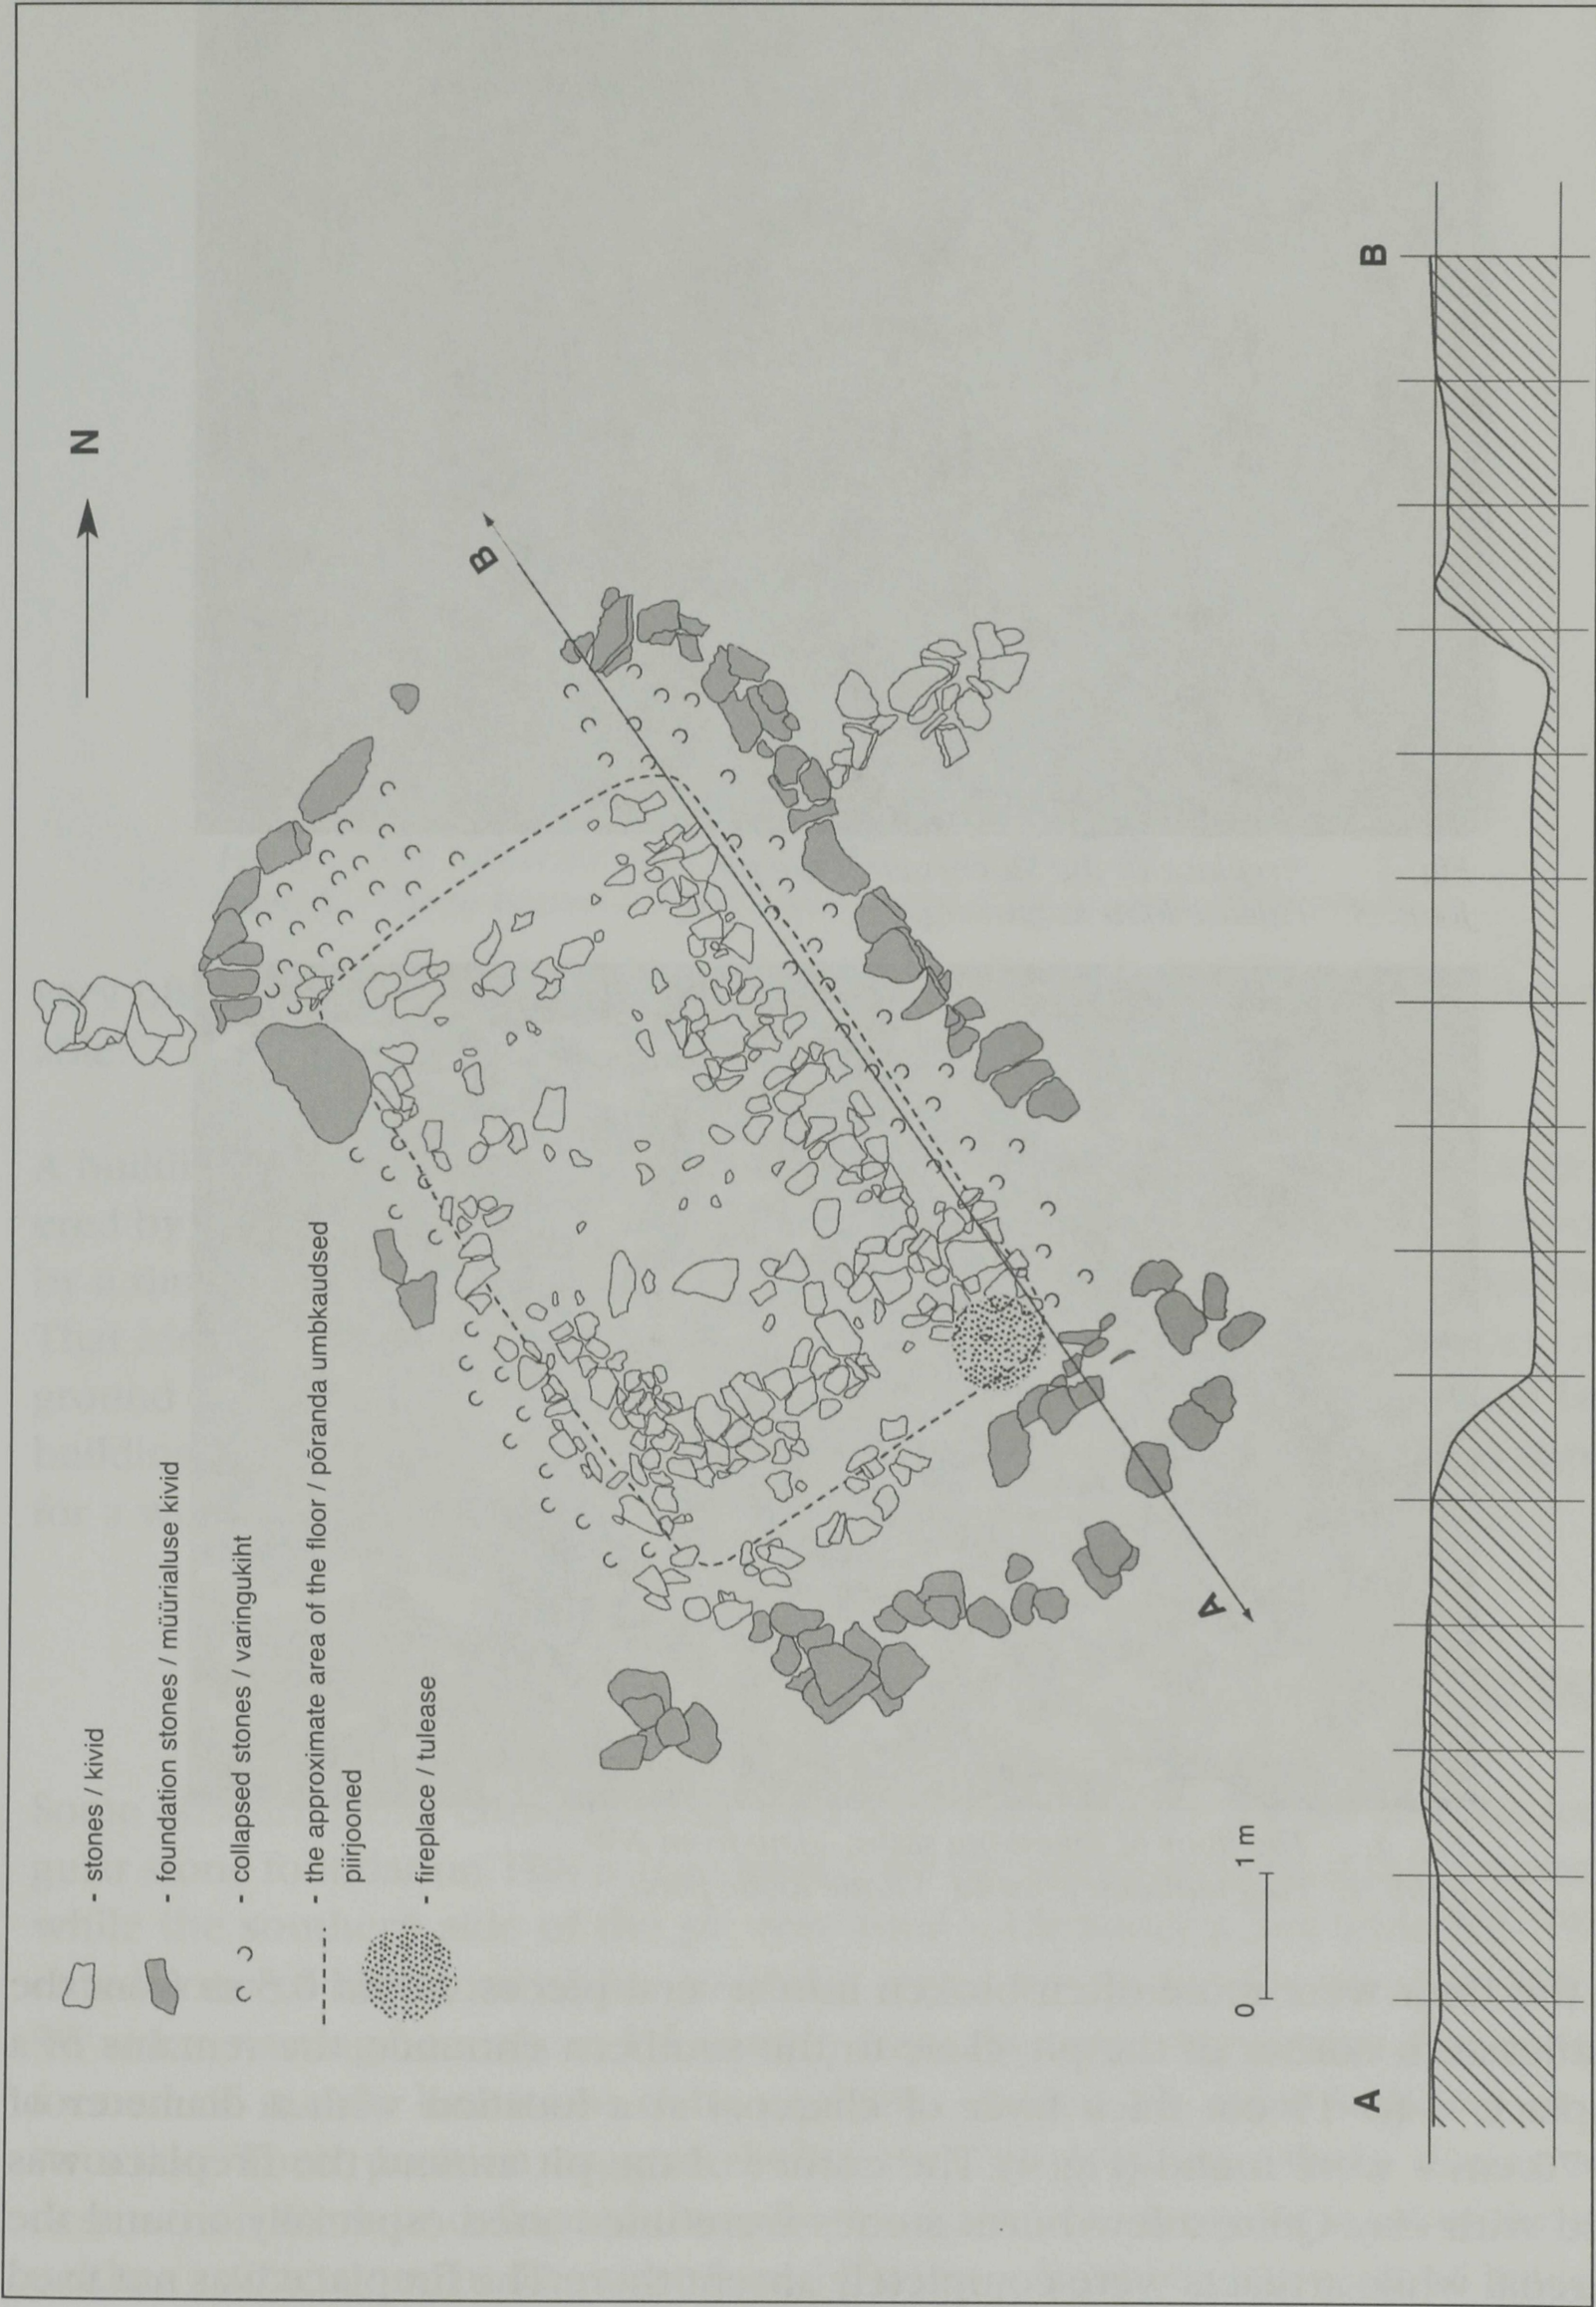 N
- stones / kivid
- foundation stones / müürialuse kivid
- collapsed stones / varingukiht
- the approximate area of the floor / põranda umbkaudsed
piirjooned
- fireplace / tulease
B
A
0 1 m
A B